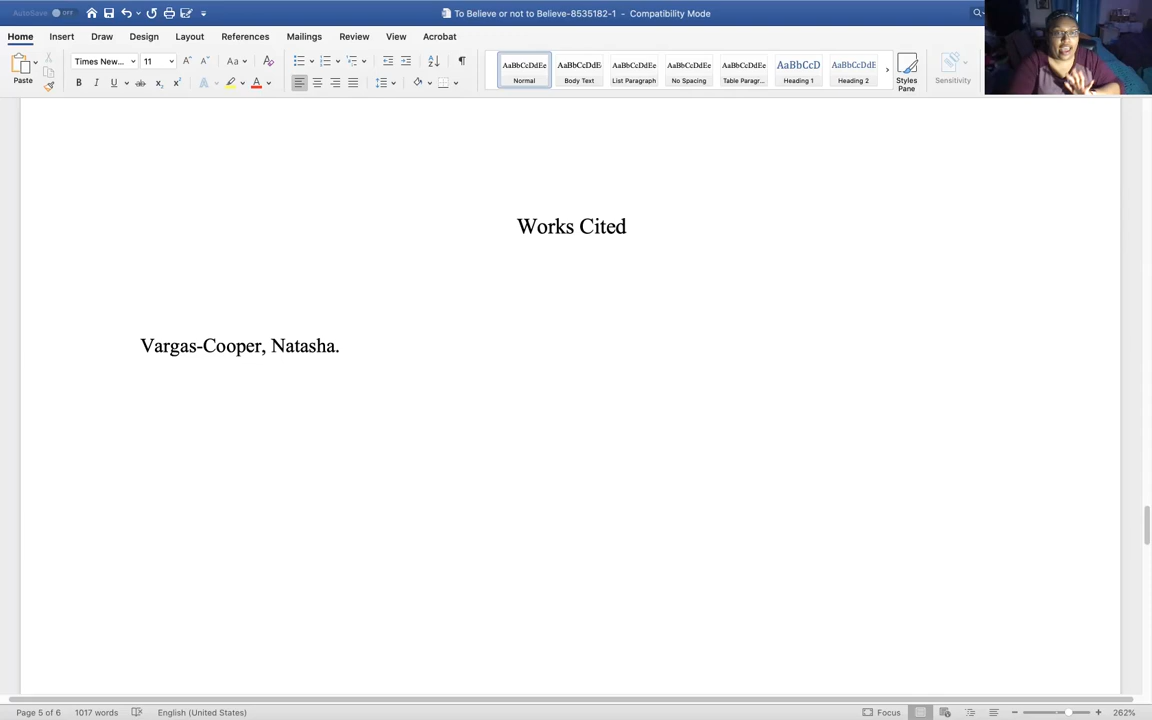 AutoSave OFF
To Believe or not to Believe-8535182-1 – Compatibility Mode
Home Insert Draw Design Layout References Mailings Review View Acrobat
Paste
Times New... 11
AaBbCcDdEe AaBbCcDdE AaBbCcDdEe AaBbCcDdEe AaBbCcDdEe AaBbCcD AaBbCcDdE
Normal Body Text List Paragraph No Spacing Table Paragr... Heading 1 Heading 2
Styles Pane
Sensitivity
Works Cited
Vargas-Cooper, Natasha.
Page 5 of 6 1017 words English (United States) Focus 262%